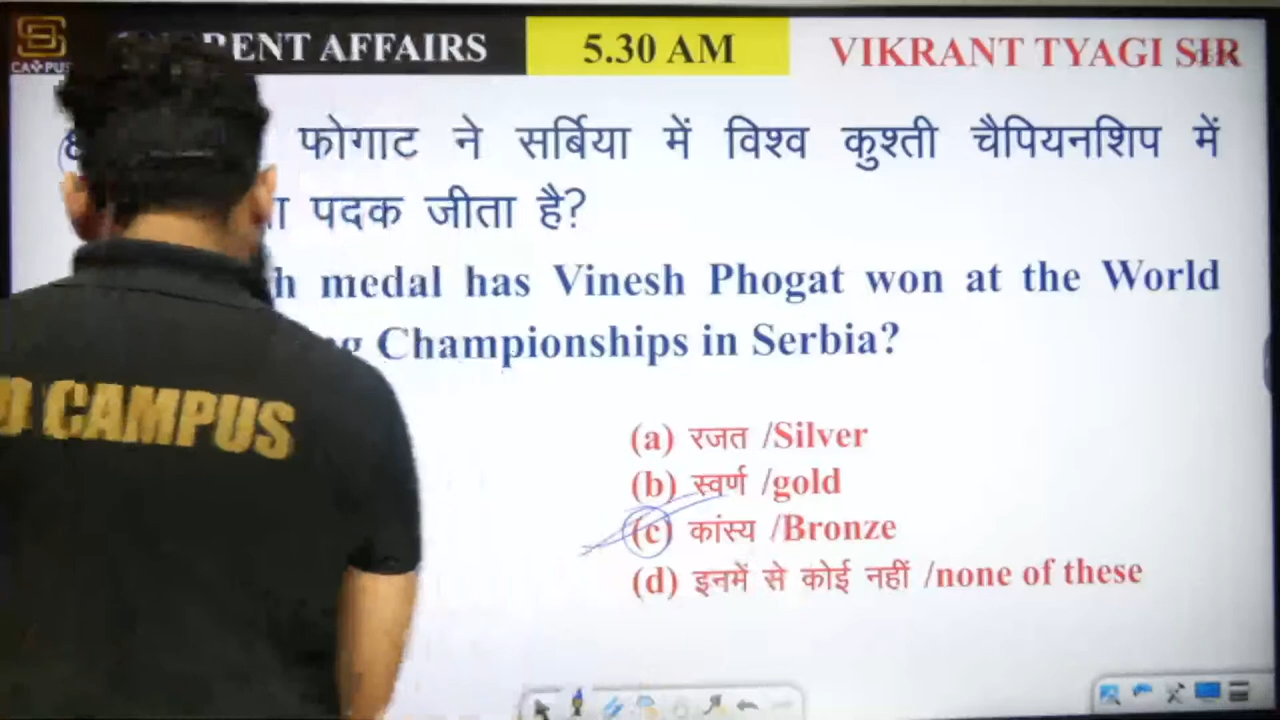 CAMPUS
AFFAIRS
5.30 AM
VIKRANT TYAGI SIR
फोगाट ने सर्बिया में विश्व कुश्ती चैपियनशिप में
पदक जीता है?
medal has Vinesh Phogat won at the World
Championships in Serbia?
CAMPUS
(a) रजत /Silver
(b) स्वर्ण /gold
(c) कांस्य /Bronze
(d) इनमें से कोई नहीं /none of these